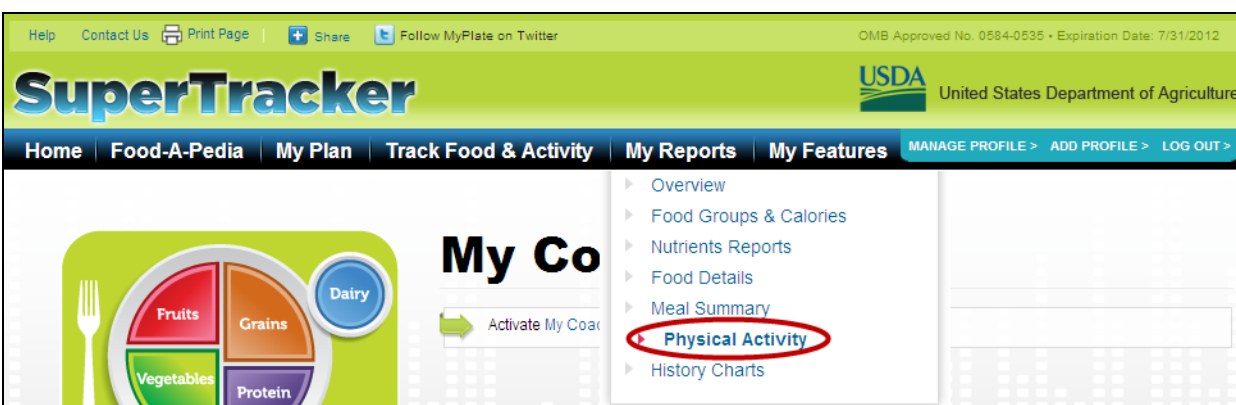 Help Contact Us Print Page Share Follow MyPlate on Twitter OMB Approved No. 0584-0535 • Expiration Date: 7/31/2012
SuperTracker USDA United States Department of Agriculture
Home Food-A-Pedia My Plan Track Food & Activity My Reports My Features MANAGE PROFILE > ADD PROFILE > LOG OUT >
Overview
Food Groups & Calories
Nutrients Reports
Food Details
Meal Summary
Physical Activity
History Charts
My Co
Activate My Coac
Dairy
Fruits
Grains
Vegetables
Protein